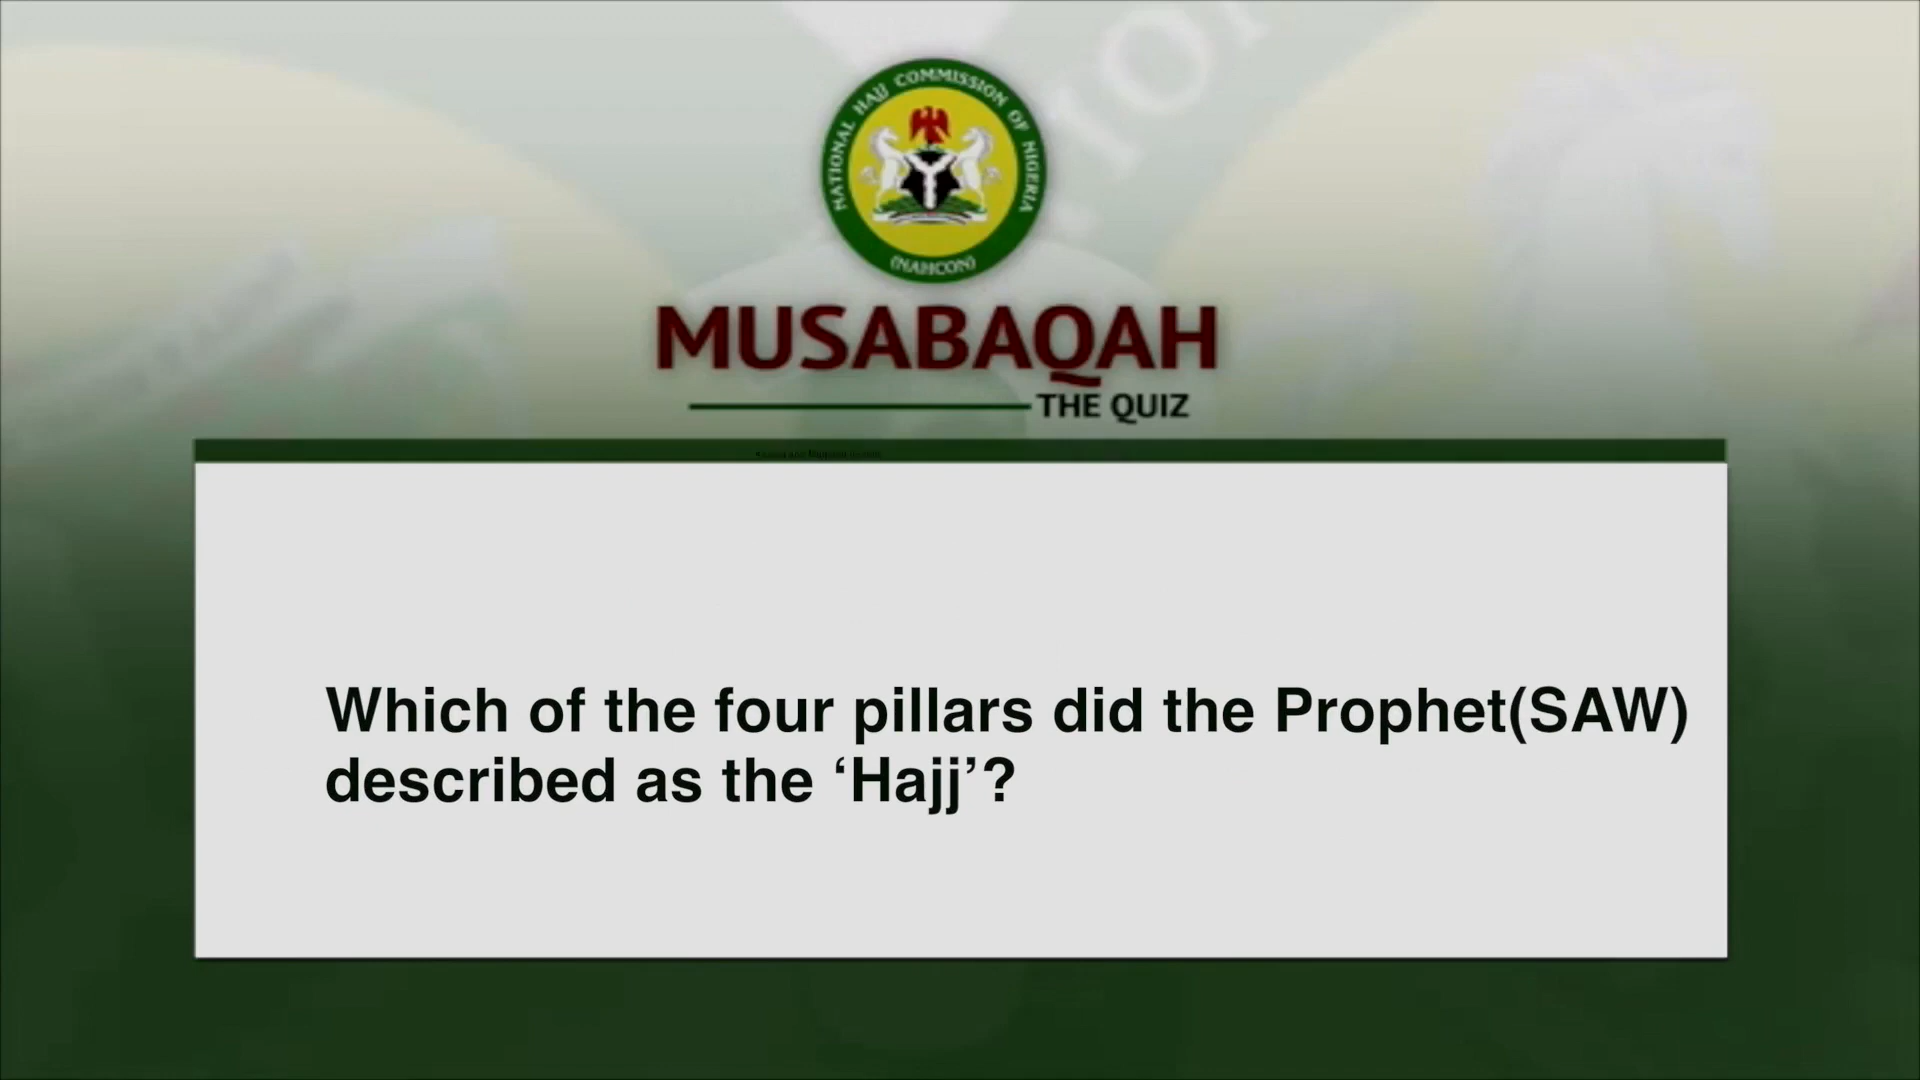 NATIONAL HAJJ COMMISSION OF NIGERIA
(NAHCON)
MUSABAQAH
THE QUIZ
Which of the four pillars did the Prophet(SAW)
described as the ‘Hajj’?